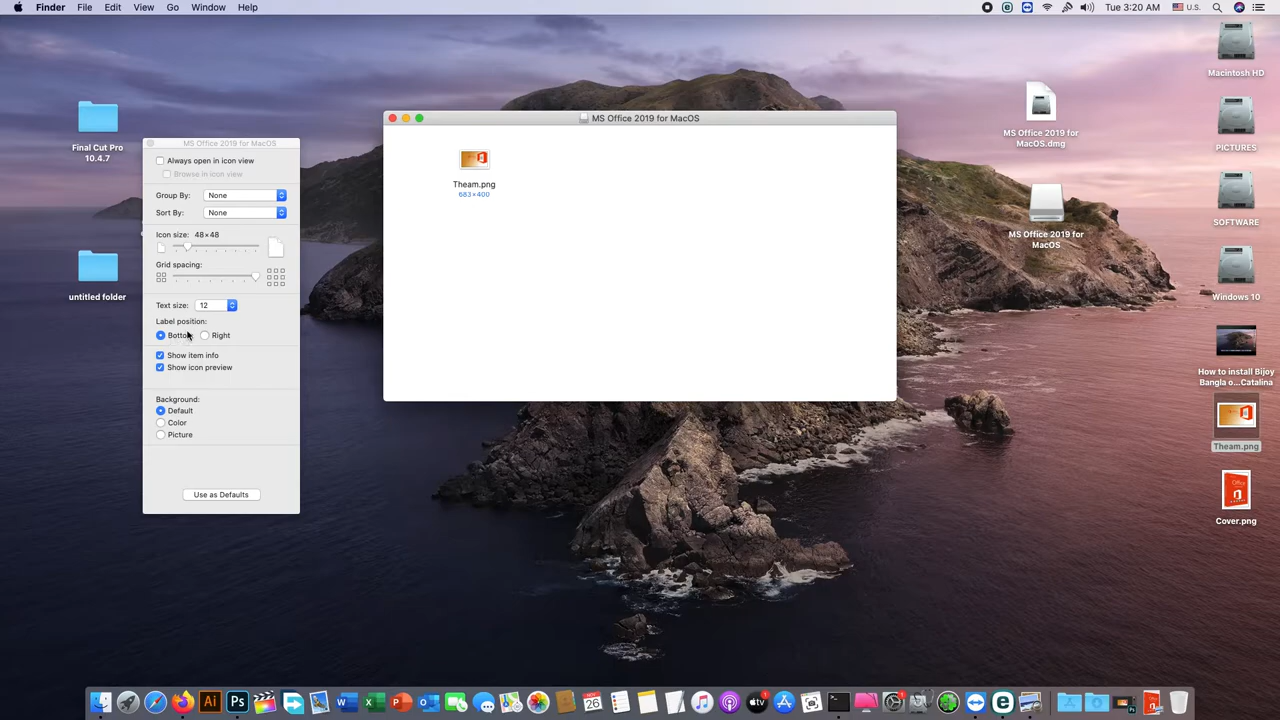 Finder File Edit View Go Window Help
U.S. Tue 3:20 AM
Macintosh HD
PICTURES
SOFTWARE
Windows 10
How to install Bijoy
Bangla o...Catalina
Theam.png
Cover.png
MS Office 2019 for
MacOS.dmg
MS Office 2019 for
MacOS
Final Cut Pro
10.4.7
untitled folder
MS Office 2019 for MacOS
Always open in icon view
Browse in icon view
Group By: None
Sort By: None
Icon size: 48×48
Grid spacing:
Text size: 12
Label position:
Bottom Right
Show item info
Show icon preview
Background:
Default
Color
Picture
Use as Defaults
MS Office 2019 for MacOS
Theam.png
683×400